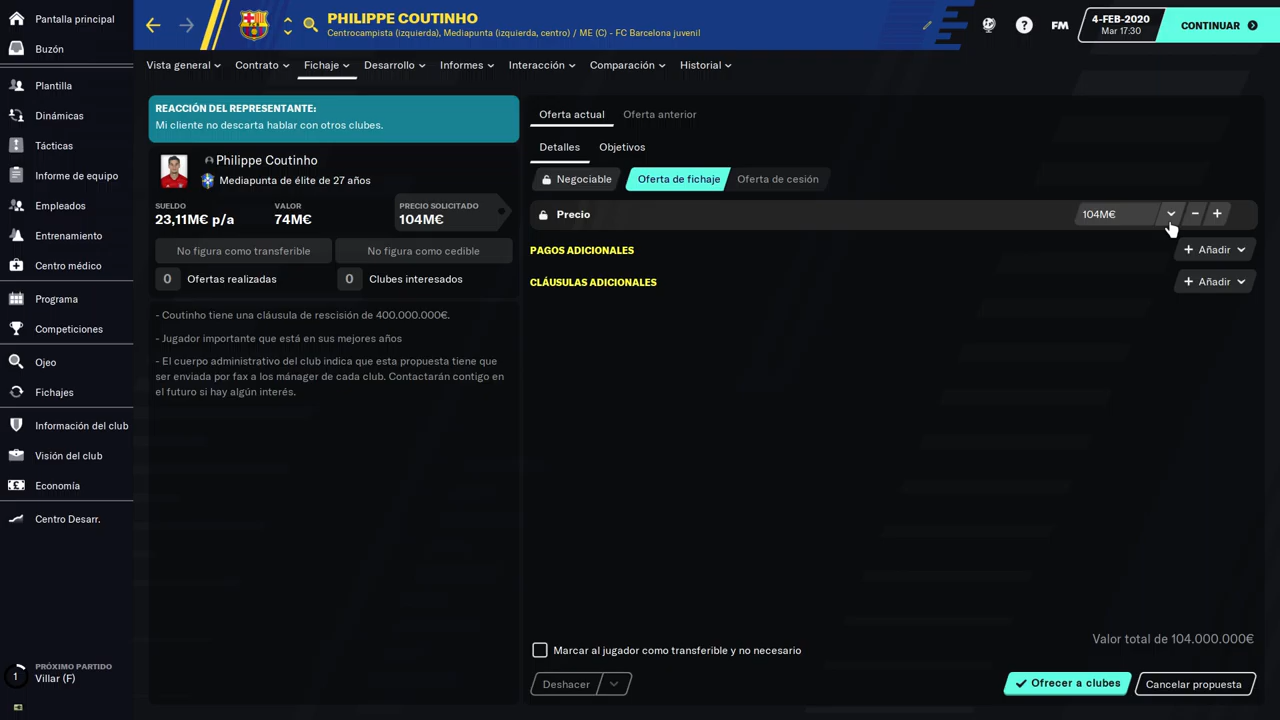 Pantalla principal
Buzón
Plantilla
Dinámicas
Tácticas
Informe de equipo
Empleados
Entrenamiento
Centro médico
Programa
Competiciones
Ojeo
Fichajes
Información del club
Visión del club
Economía
Centro Desarr.
1
PRÓXIMO PARTIDO
Villar (F)
PHILIPPE COUTINHO
Centrocampista (izquierda), Mediapunta (izquierda, centro) / ME (C) - FC Barcelona juvenil
FM
4-FEB-2020
Mar 17:30
CONTINUAR
Vista general
Contrato
Fichaje
Desarrollo
Informes
Interacción
Comparación
Historial
REACCIÓN DEL REPRESENTANTE:
Mi cliente no descarta hablar con otros clubes.
Philippe Coutinho
Mediapunta de élite de 27 años
SUELDO
23,11M€ p/a
VALOR
74M€
PRECIO SOLICITADO
104M€
No figura como transferible
No figura como cedible
0 Ofertas realizadas
0 Clubes interesados
- Coutinho tiene una cláusula de rescisión de 400.000.000€.
- Jugador importante que está en sus mejores años
- El cuerpo administrativo del club indica que esta propuesta tiene que
ser enviada por fax a los mánager de cada club. Contactarán contigo en
el futuro si hay algún interés.
Oferta actual
Oferta anterior
Detalles
Objetivos
Negociable
Oferta de fichaje
Oferta de cesión
Precio
104M€
PAGOS ADICIONALES
+ Añadir
CLÁUSULAS ADICIONALES
+ Añadir
Valor total de 104.000.000€
Marcar al jugador como transferible y no necesario
Deshacer
Ofrecer a clubes
Cancelar propuesta